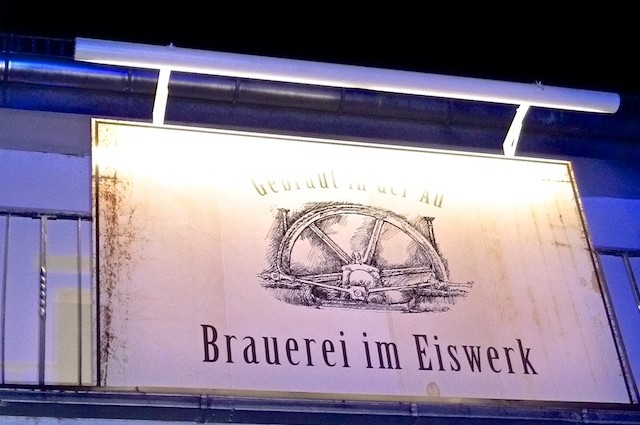 Gebraut in der Au
Brauerei im Eiswerk